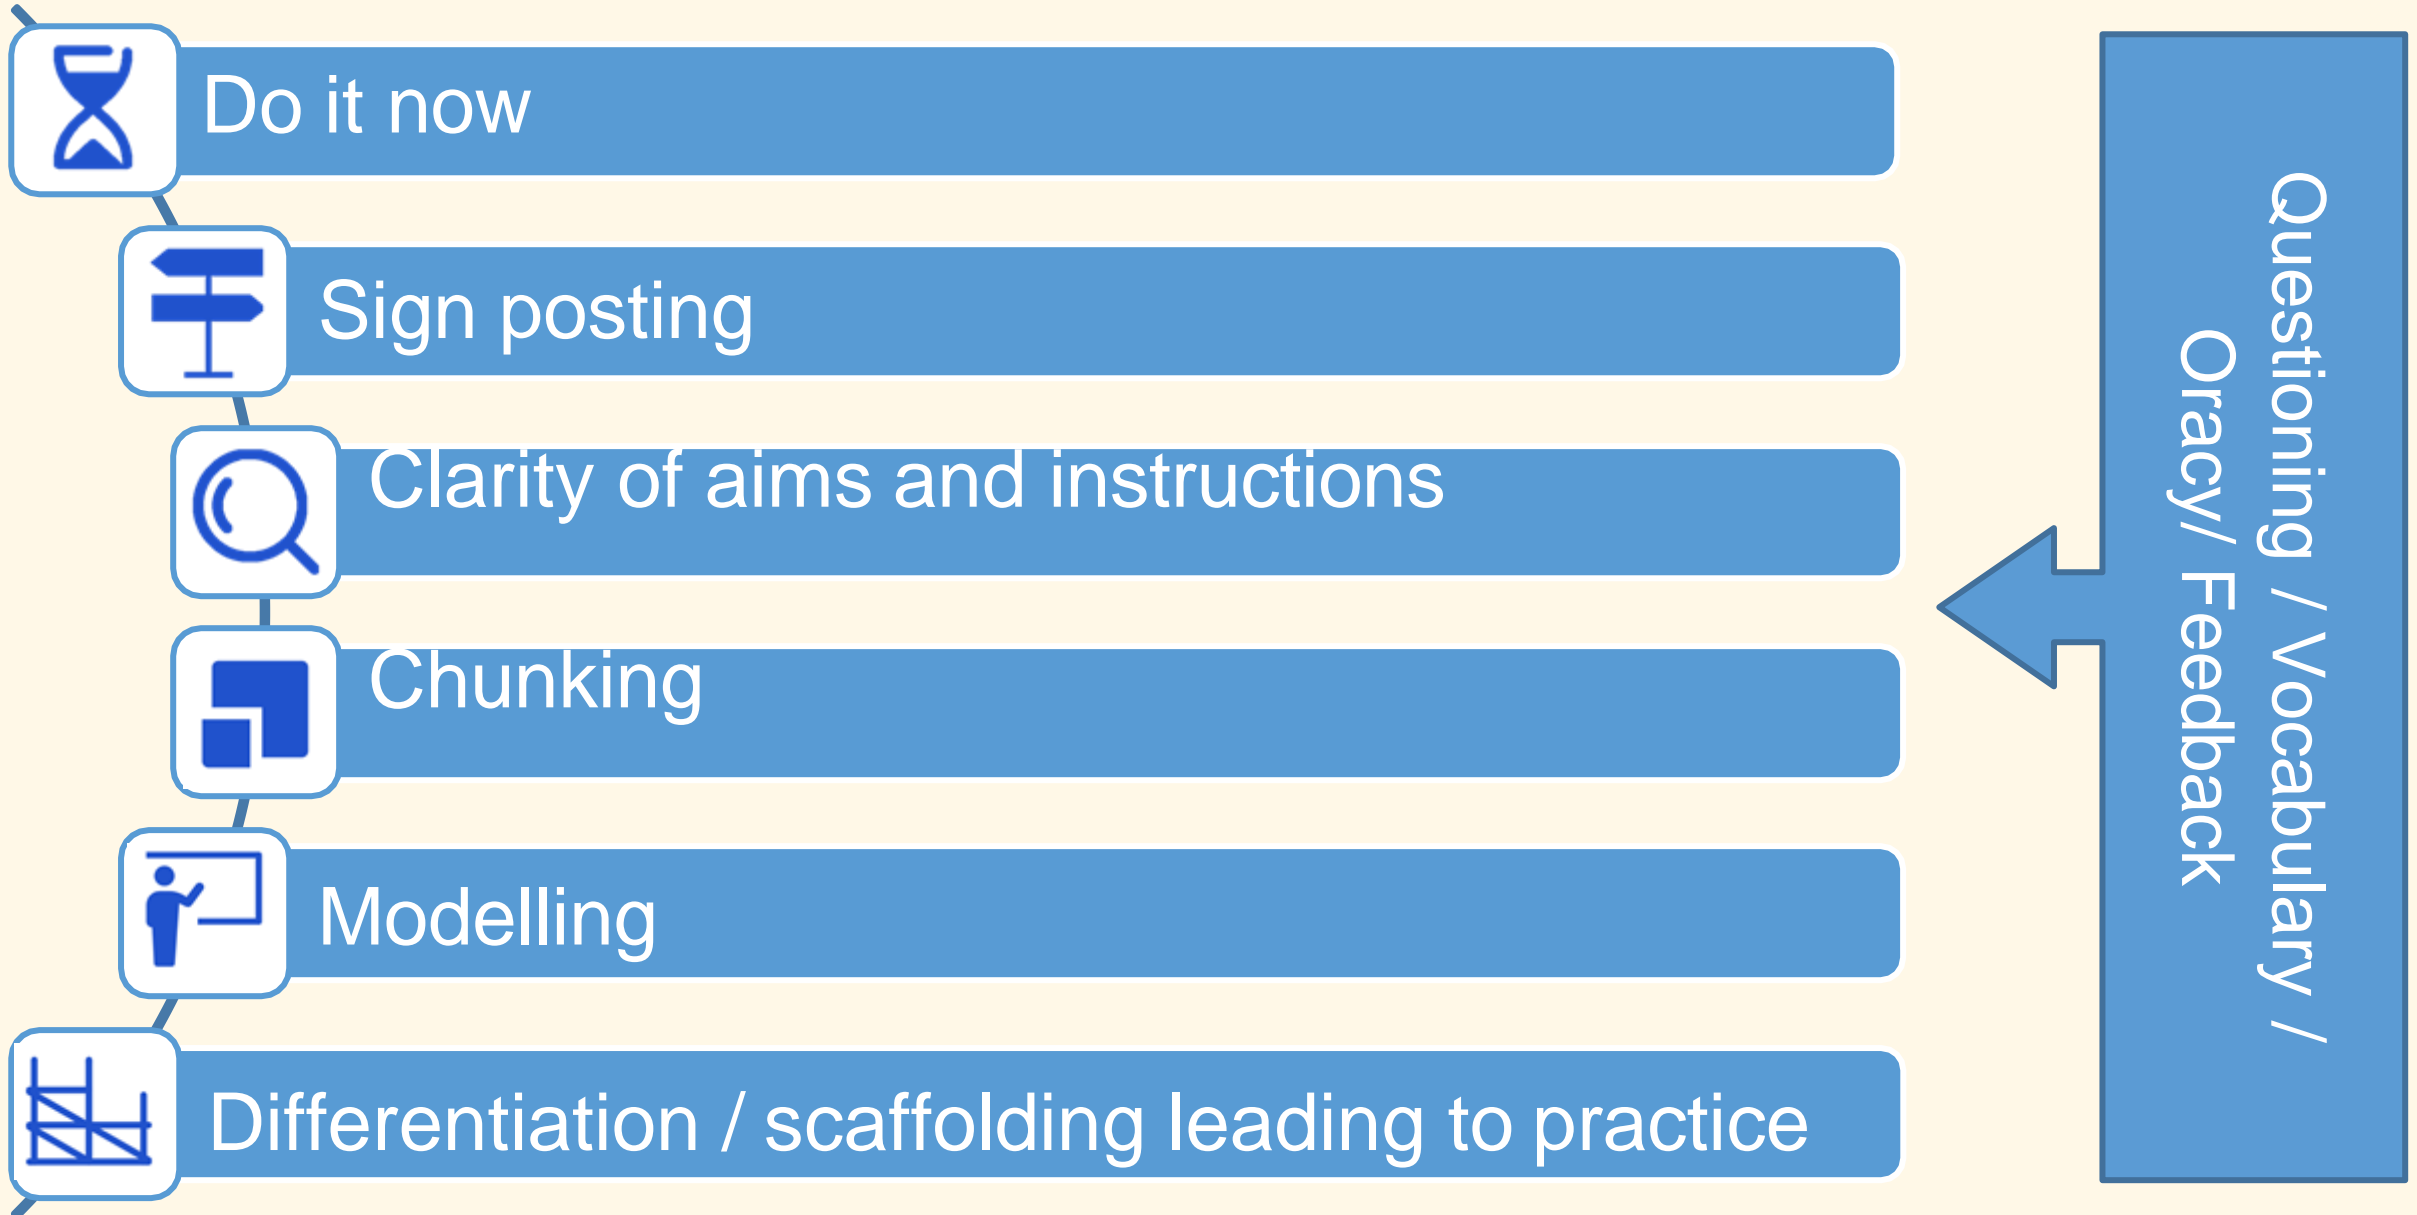 Do it now
Sign posting
Clarity of aims and instructions
Chunking
Modelling
Differentiation / scaffolding leading to practice
Questioning / Vocabulary /
Oracy/ Feedback